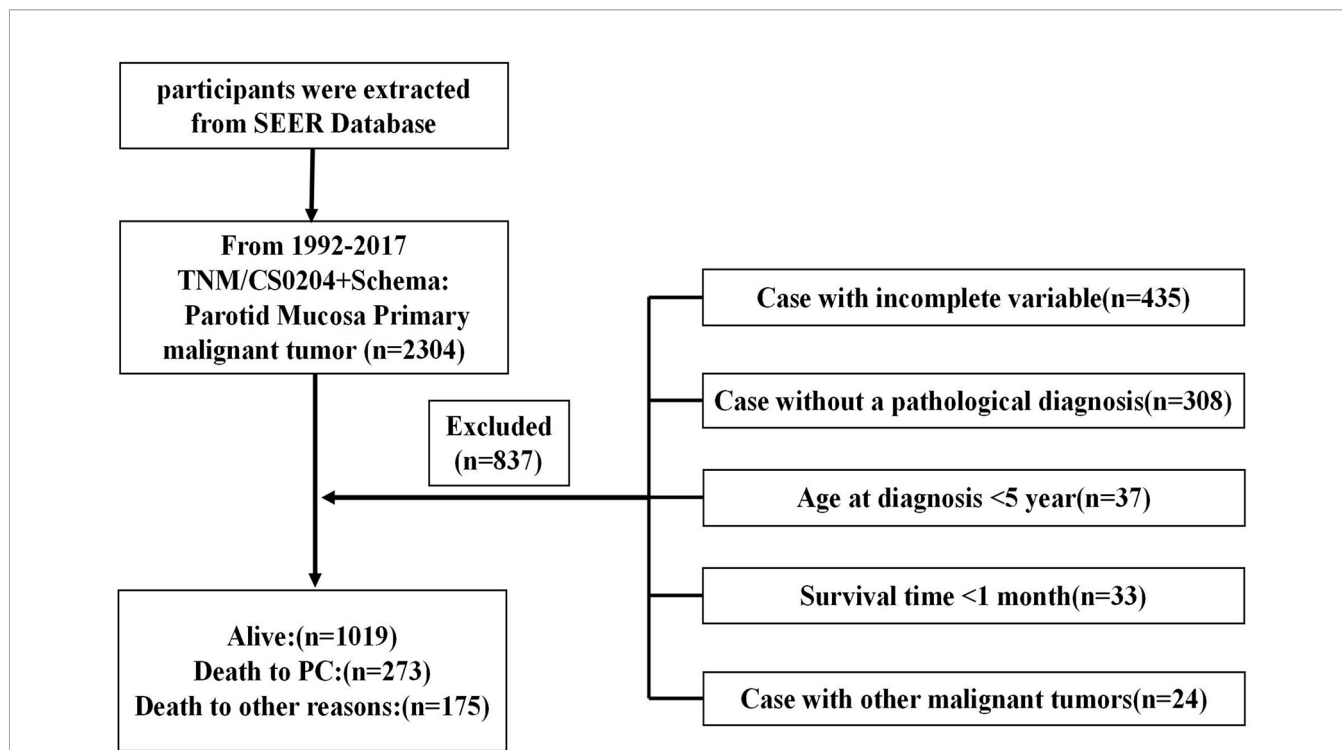 participants were extracted
from SEER Database
From 1992-2017
TNM/CS0204+Schema:
Parotid Mucosa Primary
malignant tumor (n=2304)
Excluded
(n=837)
Case with incomplete variable(n=435)
Case without a pathological diagnosis(n=308)
Age at diagnosis <5 year(n=37)
Survival time <1 month(n=33)
Case with other malignant tumors(n=24)
Alive:(n=1019)
Death to PC:(n=273)
Death to other reasons:(n=175)